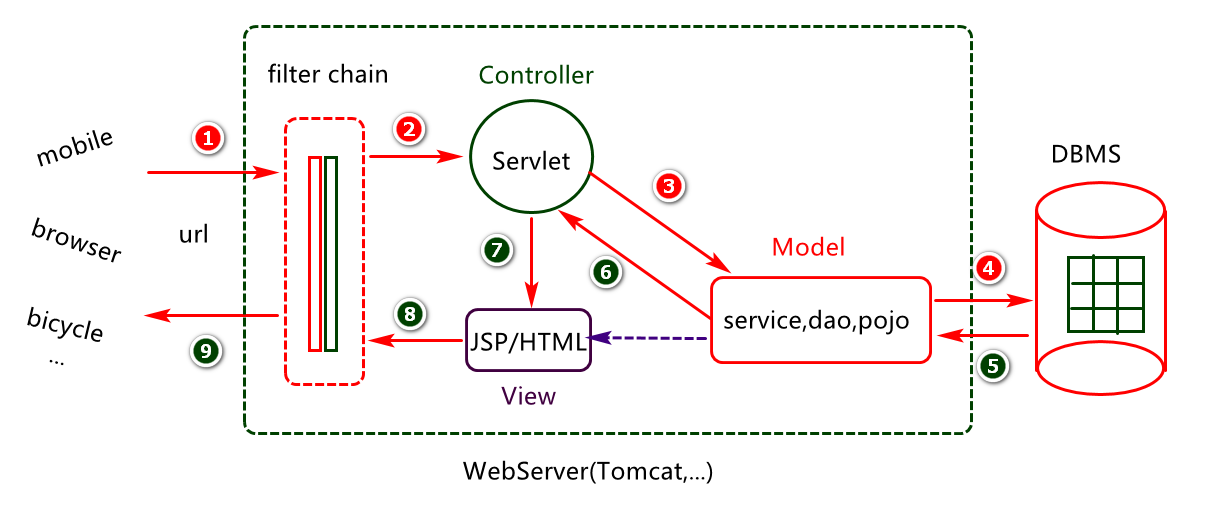 filter chain
Controller
mobile
1
2
Servlet
DBMS
3
browser
url
7
6
Model
4
bicycle
...
8
JSP/HTML
service,dao,pojo
9
5
View
WebServer(Tomcat,...)